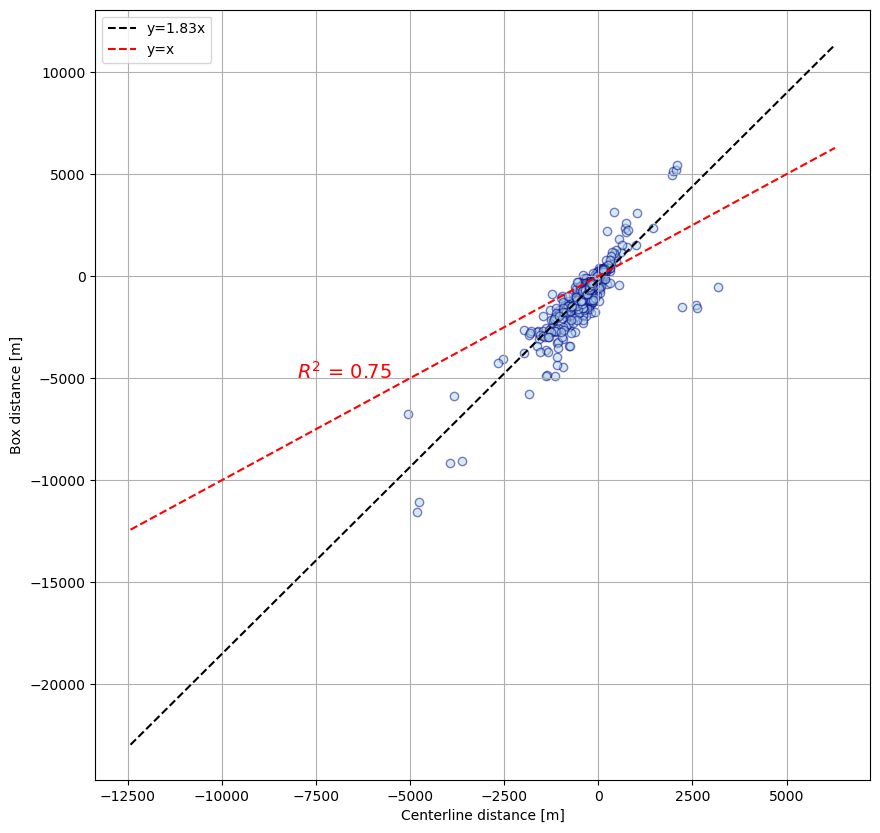 y=1.83x
y=x
10000
5000
0
−5000
−10000
−15000
−20000
Box distance [m]
R² = 0.75
−12500 −10000 −7500 −5000 −2500 0 2500 5000
Centerline distance [m]